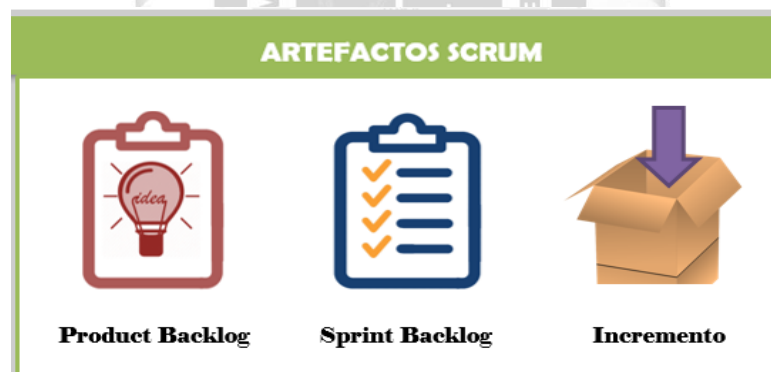 ARTEFACTOS SCRUM
idea
Product Backlog
Sprint Backlog
Incremento